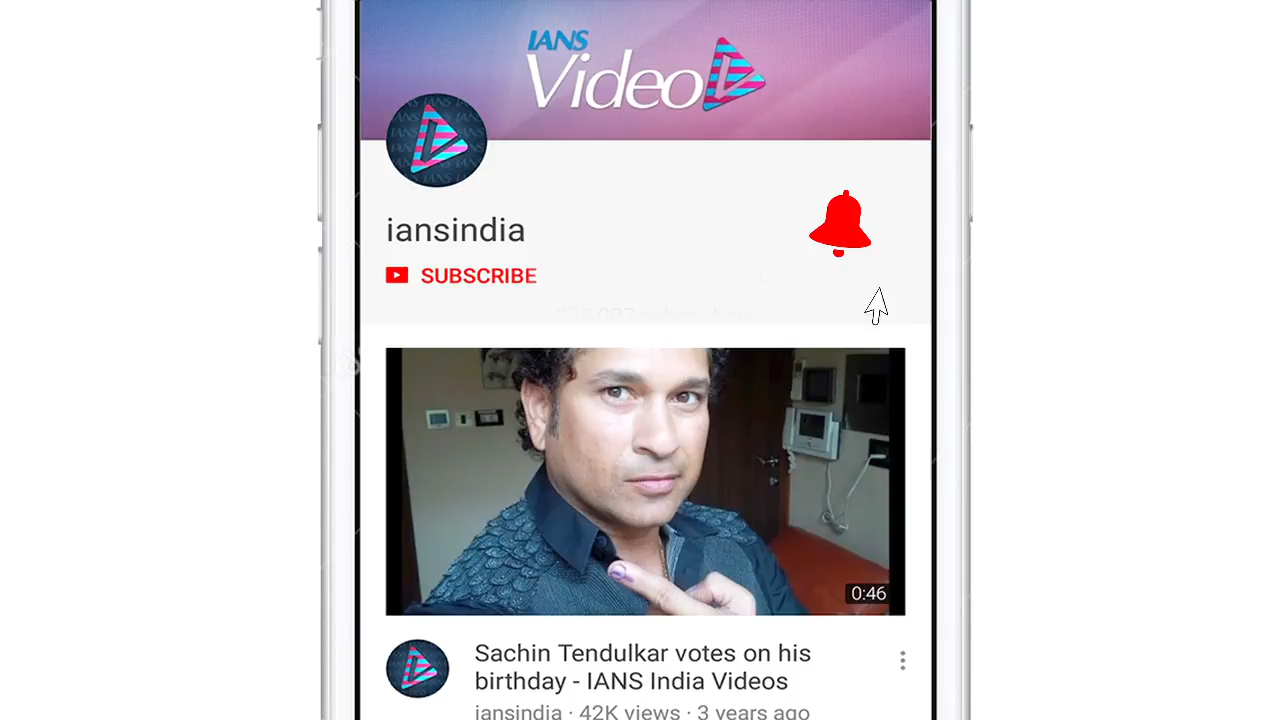 IANS
Video
iansindia
SUBSCRIBE
0:46
Sachin Tendulkar votes on his
birthday - IANS India Videos
iansindia · 42K views · 3 years ago